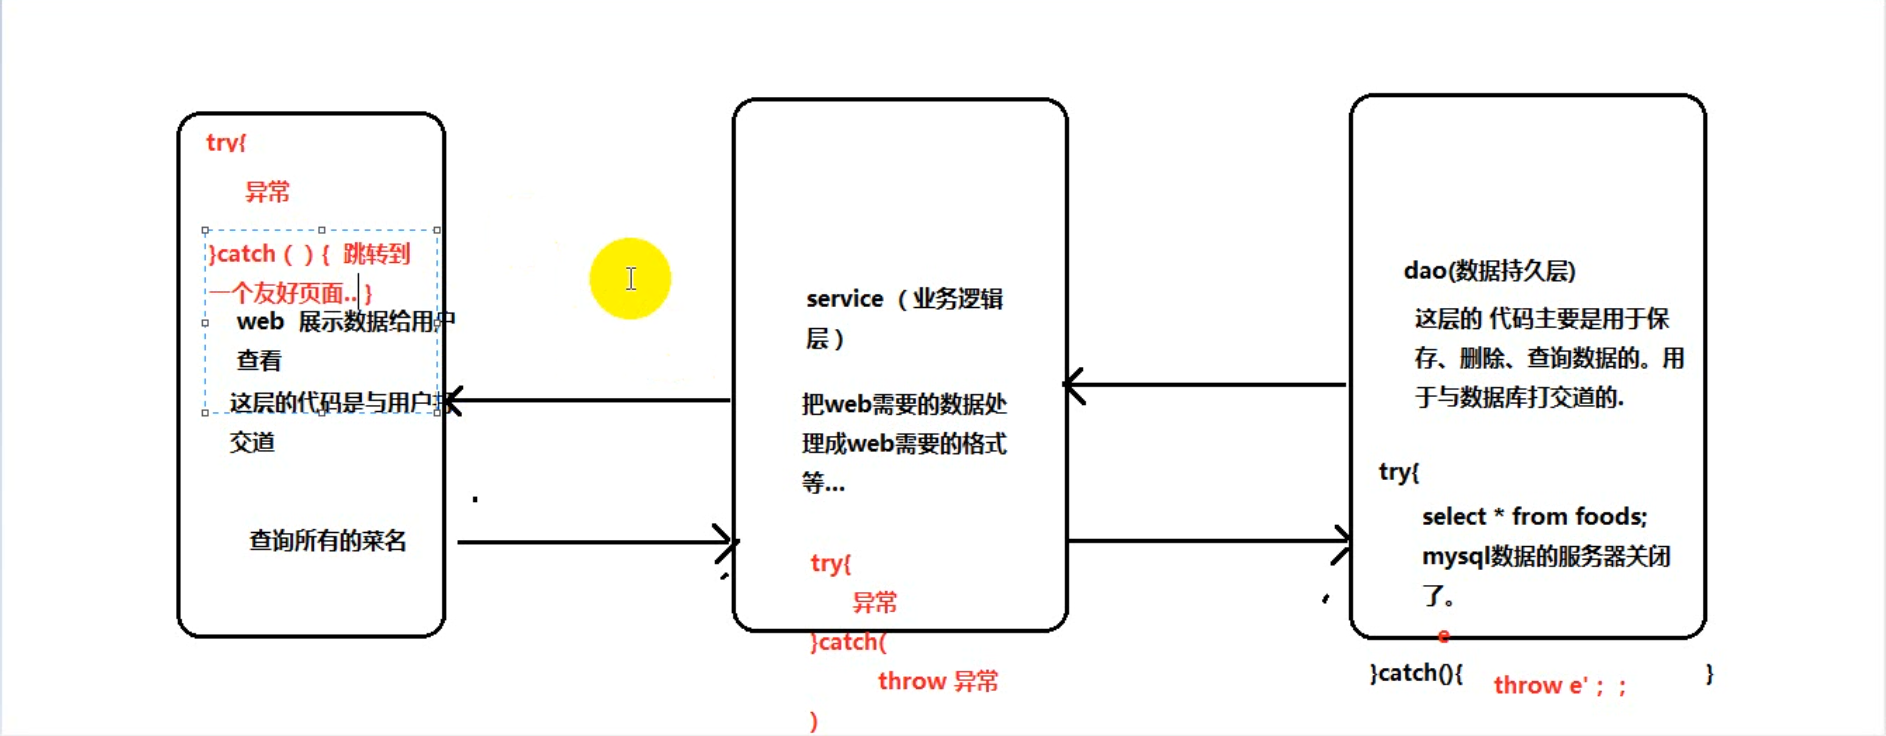 try{
异常
}catch（ ）{ 跳转到
一个友好页面..}
web 展示数据给用户
查看
这层的代码是与用户打
交道
查询所有的菜名
service （业务逻辑
层）
把web需要的数据处
理成web需要的格式
等...
try{
异常
}catch(
throw 异常
)
dao(数据持久层)
这层的 代码主要是用于保
存、删除、查询数据的。用
于与数据库打交道的.
try{
select * from foods;
mysql数据的服务器关闭
了。
e
}catch(){ throw e'；； }